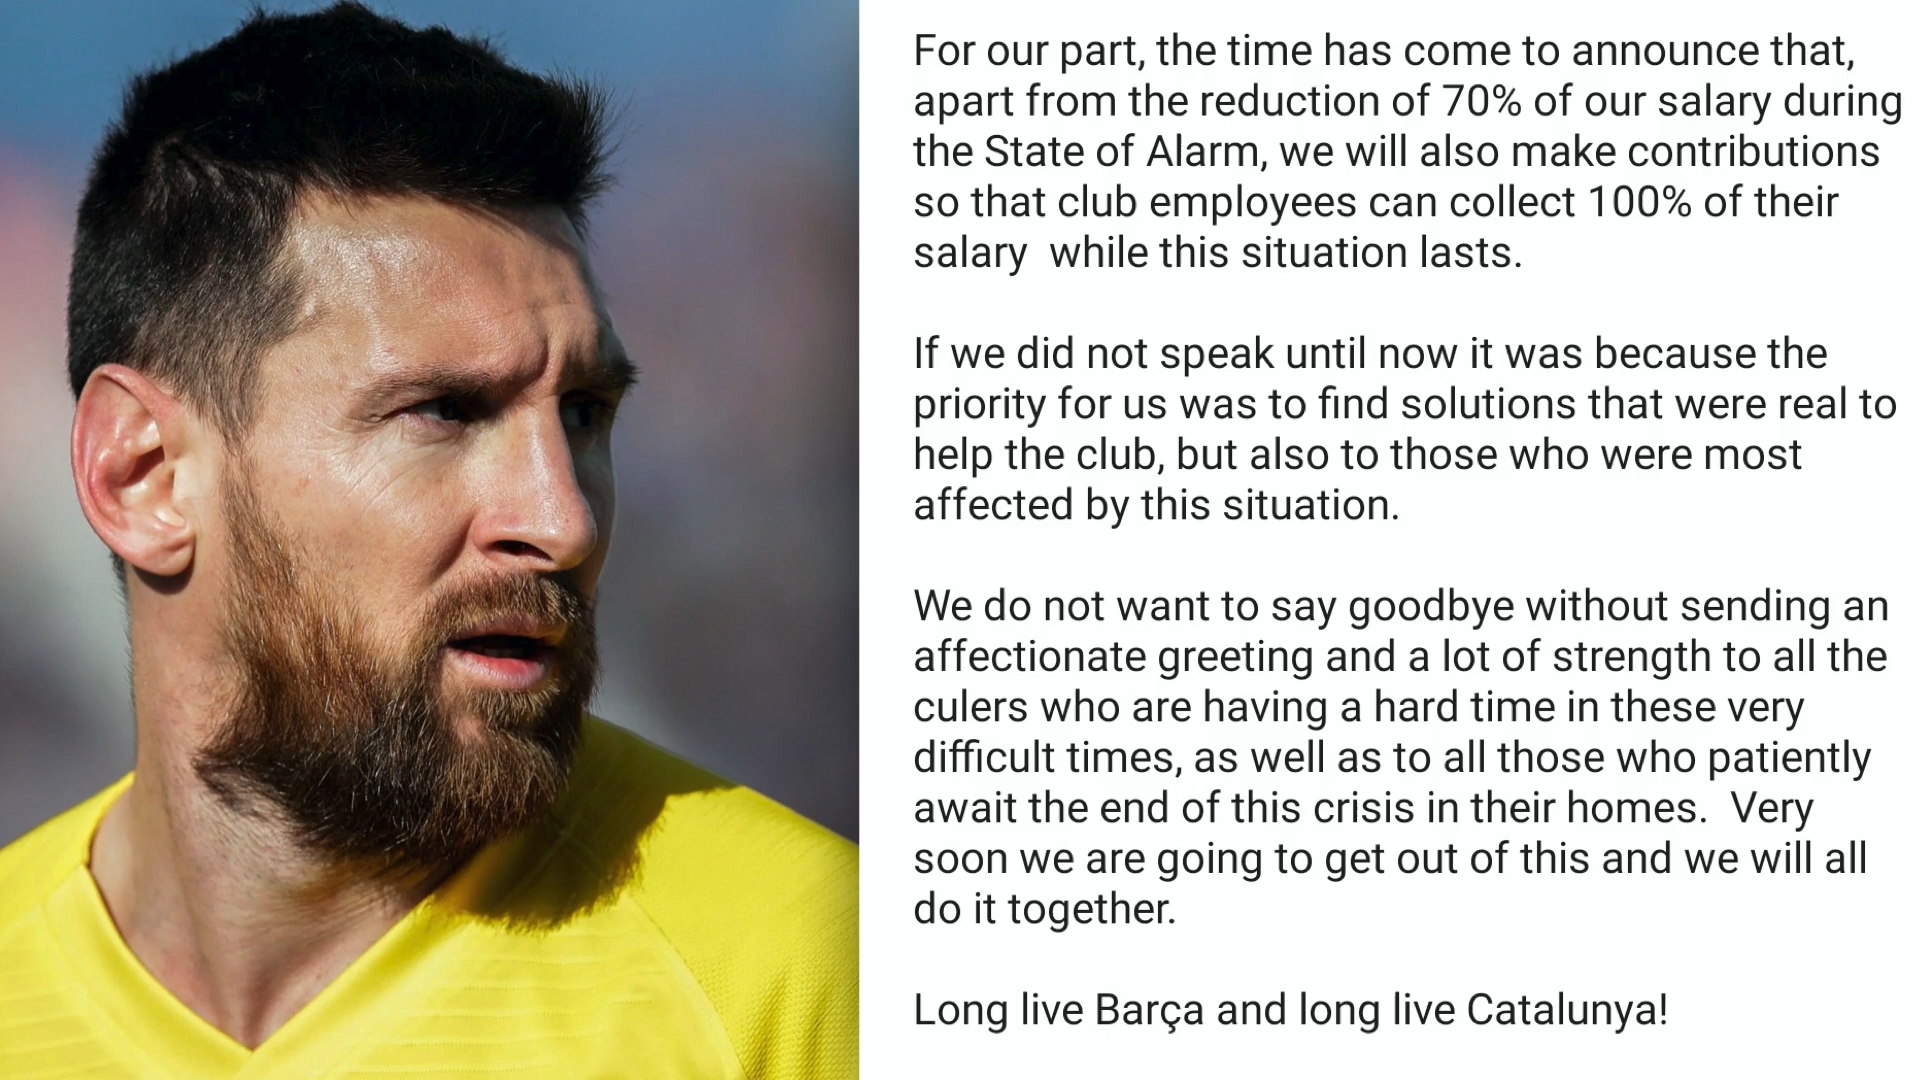 For our part, the time has come to announce that,
apart from the reduction of 70% of our salary during
the State of Alarm, we will also make contributions
so that club employees can collect 100% of their
salary  while this situation lasts.
If we did not speak until now it was because the
priority for us was to find solutions that were real to
help the club, but also to those who were most
affected by this situation.
We do not want to say goodbye without sending an
affectionate greeting and a lot of strength to all the
culers who are having a hard time in these very
difficult times, as well as to all those who patiently
await the end of this crisis in their homes.  Very
soon we are going to get out of this and we will all
do it together.
Long live Barça and long live Catalunya!